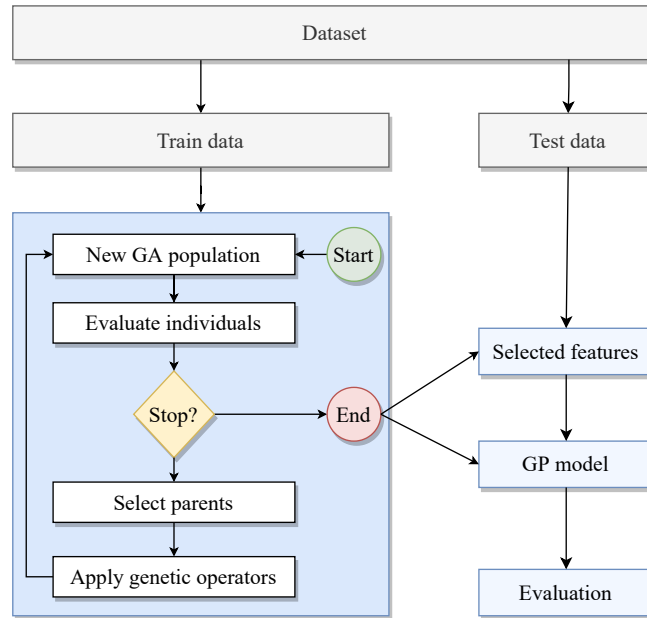 Dataset
Train data
Test data
New GA population
Start
Evaluate individuals
Selected features
Stop?
End
GP model
Select parents
Apply genetic operators
Evaluation